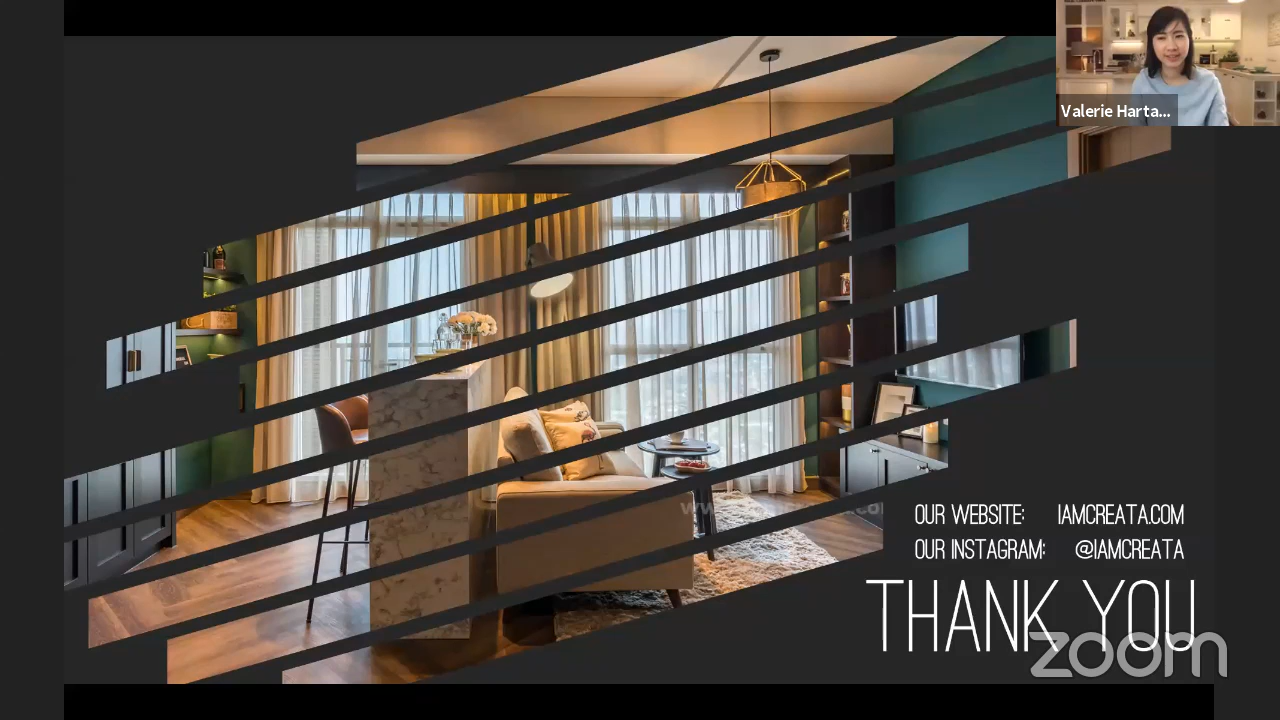 Valerie Harta...
OUR WEBSITE: IAMCREATA.COM
OUR INSTAGRAM: @IAMCREATA
THANK YOU
zoom